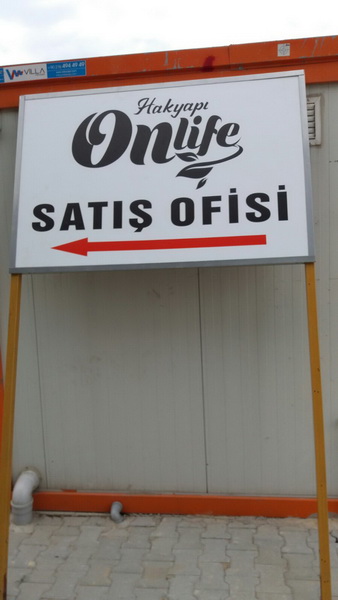 VILLA
Hakyapı
Onlife
SATIŞ OFİSİ